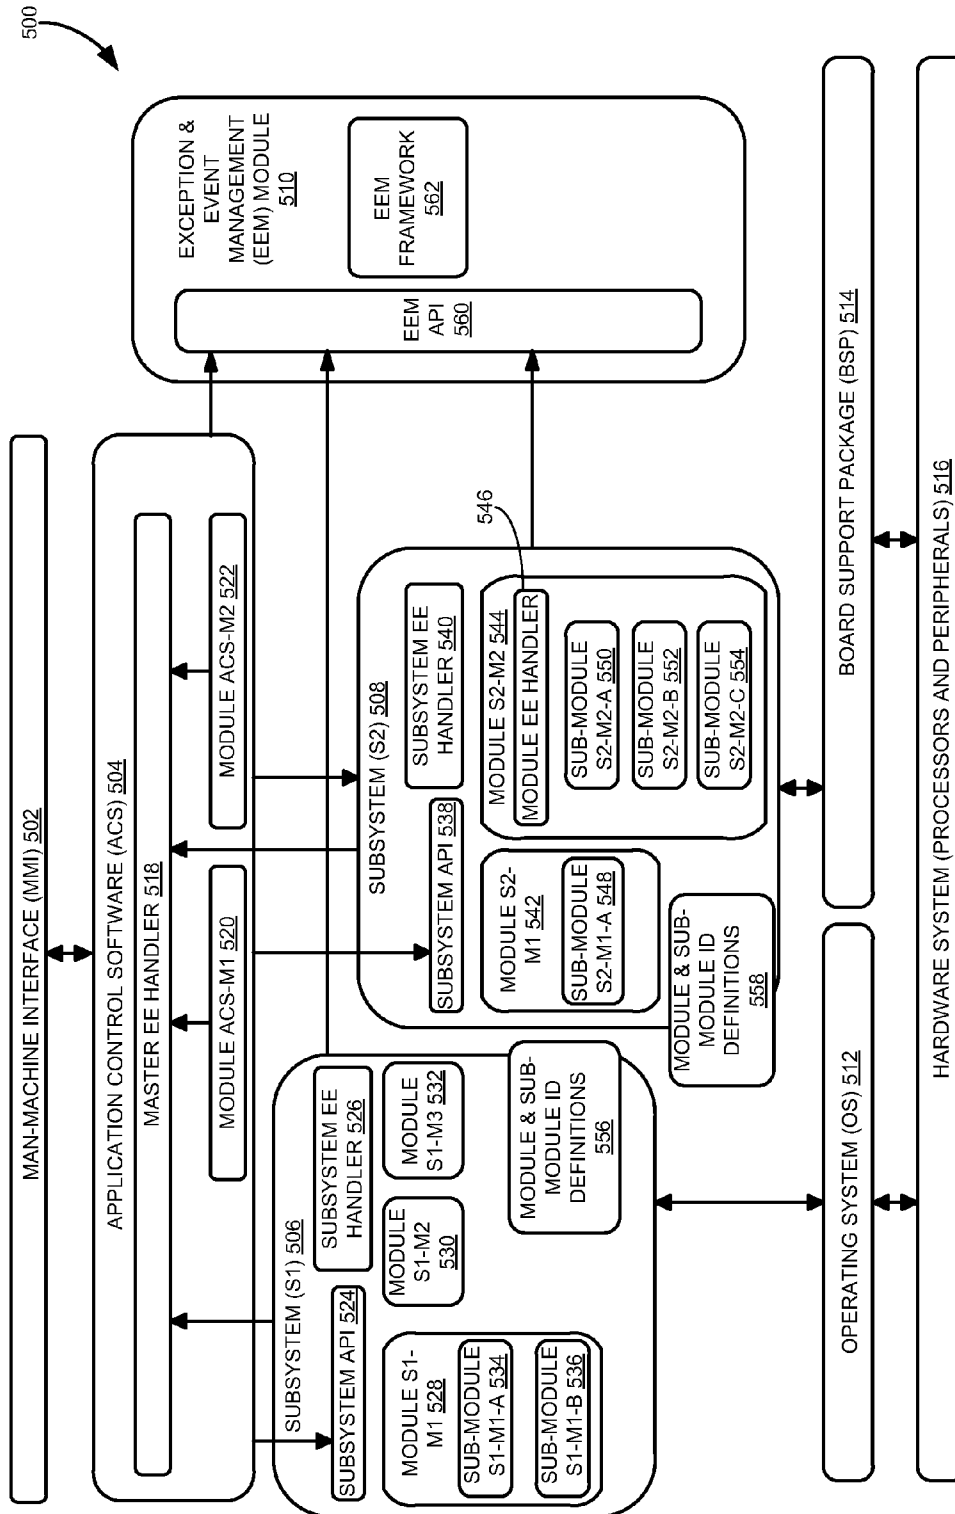 500
MAN-MACHINE INTERFACE (MMI) 502
APPLICATION CONTROL SOFTWARE (ACS) 504
MASTER EE HANDLER 518
MODULE ACS-M1 520
MODULE ACS-M2 522
EXCEPTION &
EVENT
MANAGEMENT
(EEM) MODULE
510
EEM
API
560
EEM
FRAMEWORK
562
SUBSYSTEM (S1) 506
SUBSYSTEM API 524
SUBSYSTEM EE
HANDLER 526
MODULE S1-
M1 528
SUB-MODULE
S1-M1-A 534
SUB-MODULE
S1-M1-B 536
MODULE
S1-M2
530
MODULE
S1-M3 532
MODULE & SUB-
MODULE ID
DEFINITIONS
556
SUBSYSTEM (S2) 508
SUBSYSTEM API 538
SUBSYSTEM EE
HANDLER 540
MODULE S2-
M1 542
SUB-MODULE
S2-M1-A 548
MODULE S2-M2 544
MODULE EE HANDLER
546
SUB-MODULE
S2-M2-A 550
SUB-MODULE
S2-M2-B 552
SUB-MODULE
S2-M2-C 554
MODULE & SUB-
MODULE ID
DEFINITIONS
558
OPERATING SYSTEM (OS) 512
BOARD SUPPORT PACKAGE (BSP) 514
HARDWARE SYSTEM (PROCESSORS AND PERIPHERALS) 516